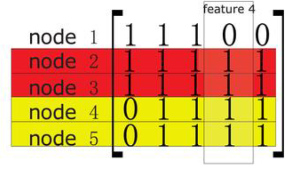 feature 4
node 1 1 1 1 0 0
node 2 1 1 1 1 1
node 3 1 1 1 1 1
node 4 0 1 1 1 1
node 5 0 1 1 1 1